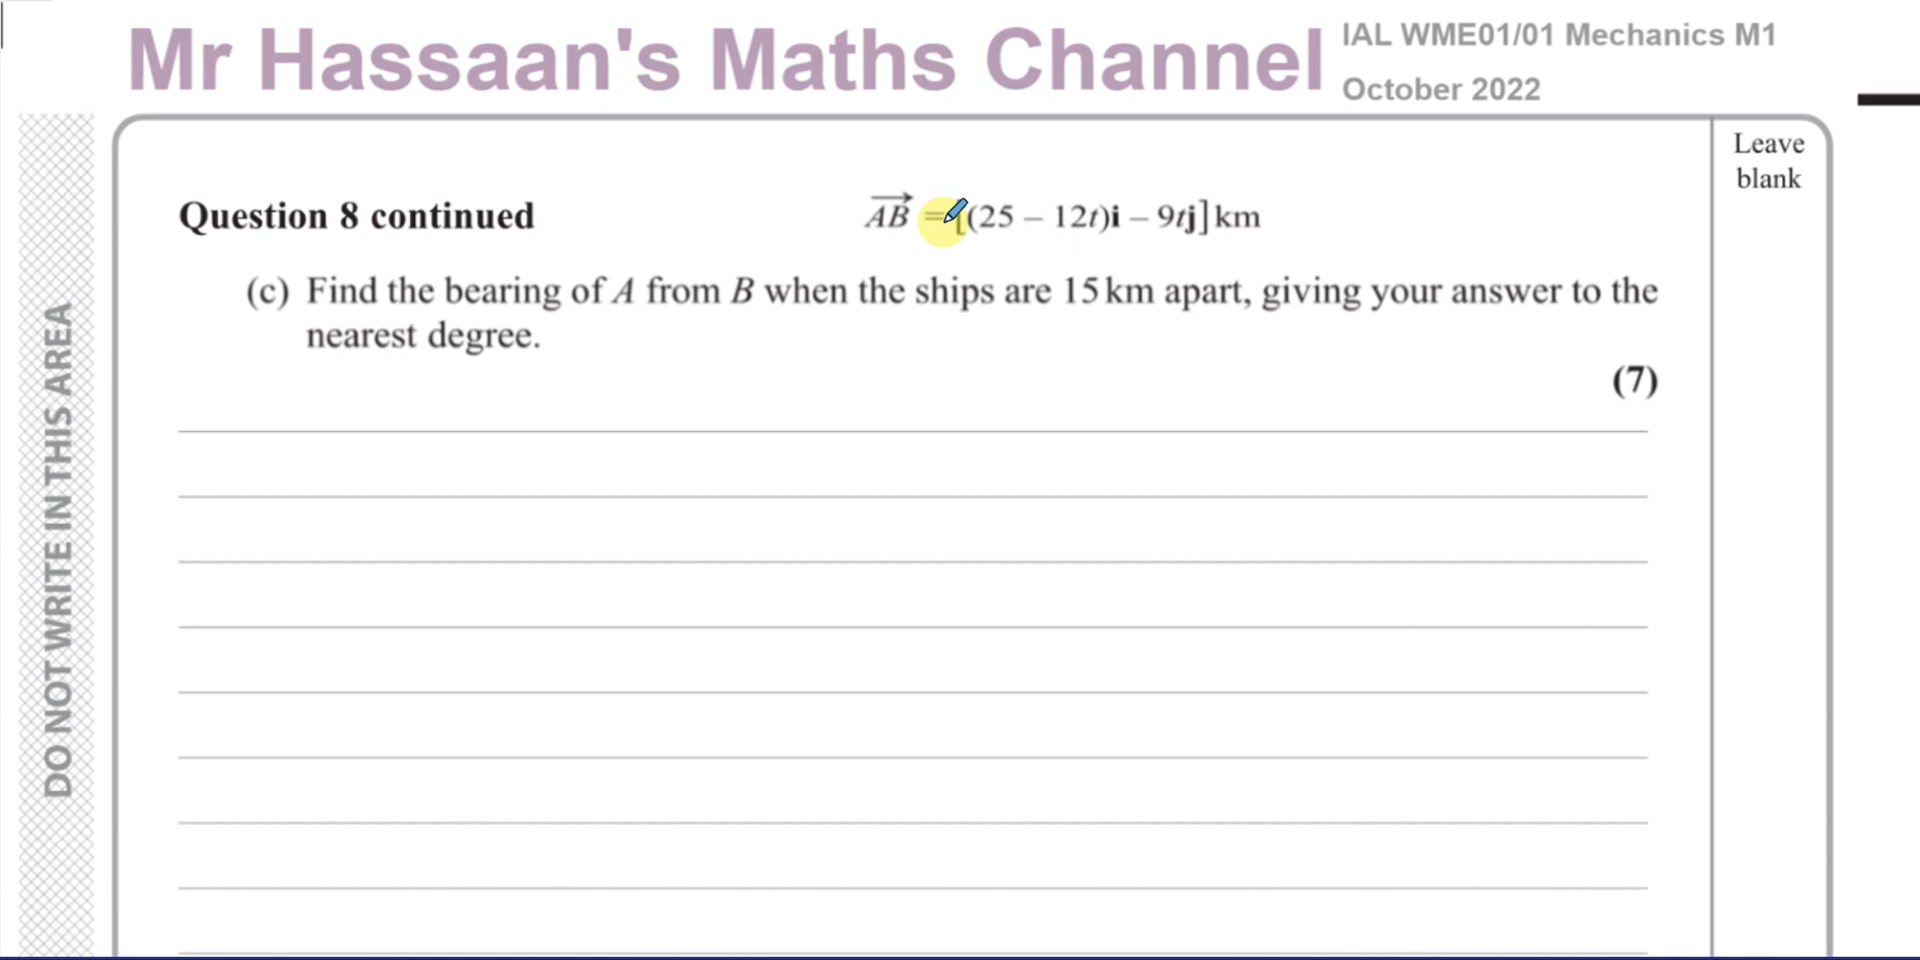 Mr Hassaan's Maths Channel
IAL WME01/01 Mechanics M1
October 2022
Leave
blank
Question 8 continued
AB = [(25 – 12t)i – 9tj] km
(c) Find the bearing of A from B when the ships are 15 km apart, giving your answer to the
nearest degree.
(7)
DO NOT WRITE IN THIS AREA